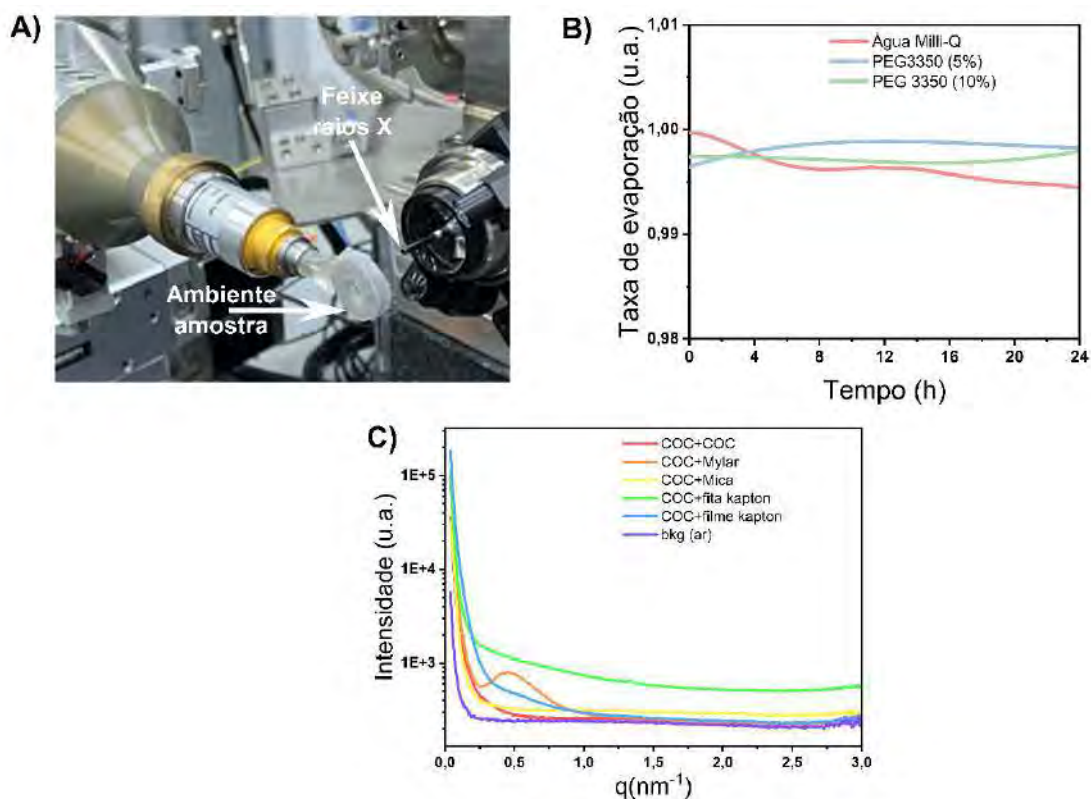 A)
Feixe
raios X
Ambiente
amostra
B)
Água Milli-Q
PEG3350 (5%)
PEG 3350 (10%)
Taxa de evaporação (u.a.)
1,01
1,00
0,99
0,98
0 4 8 12 16 20 24
Tempo (h)
C)
COC+COC
COC+Mylar
COC+Mica
COC+fita kapton
COC+filme kapton
bkg (ar)
Intensidade (u.a.)
1E+5
1E+4
1E+3
0,0 0,5 1,0 1,5 2,0 2,5 3,0
q(nm⁻¹)